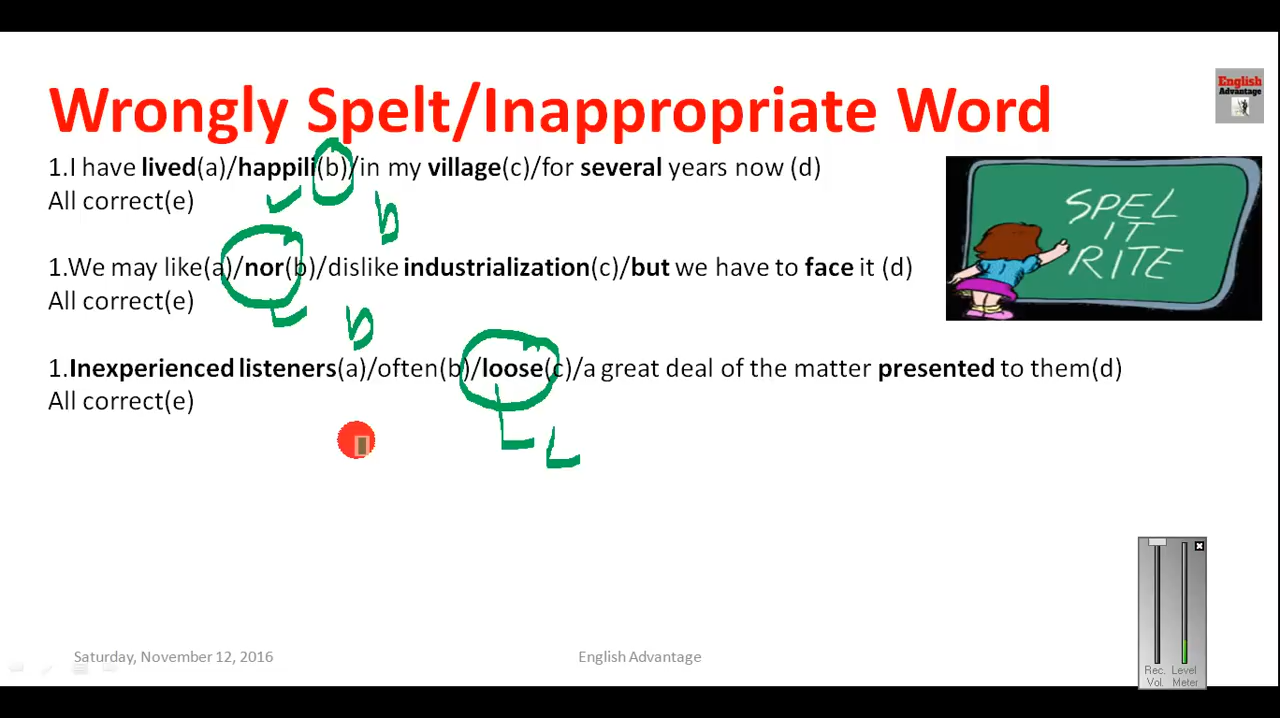 Wrongly Spelt/Inappropriate Word
English
Advantage
1.I have lived(a)/happili(b)/in my village(c)/for several years now (d)
All correct(e)
b
SPEL
IT
RITE
1.We may like(a)/nor(b)/dislike industrialization(c)/but we have to face it (d)
All correct(e)
b
1.Inexperienced listeners(a)/often(b)/loose(c)/a great deal of the matter presented to them(d)
All correct(e)
Saturday, November 12, 2016
English Advantage
Rec. Level
Vol. Meter